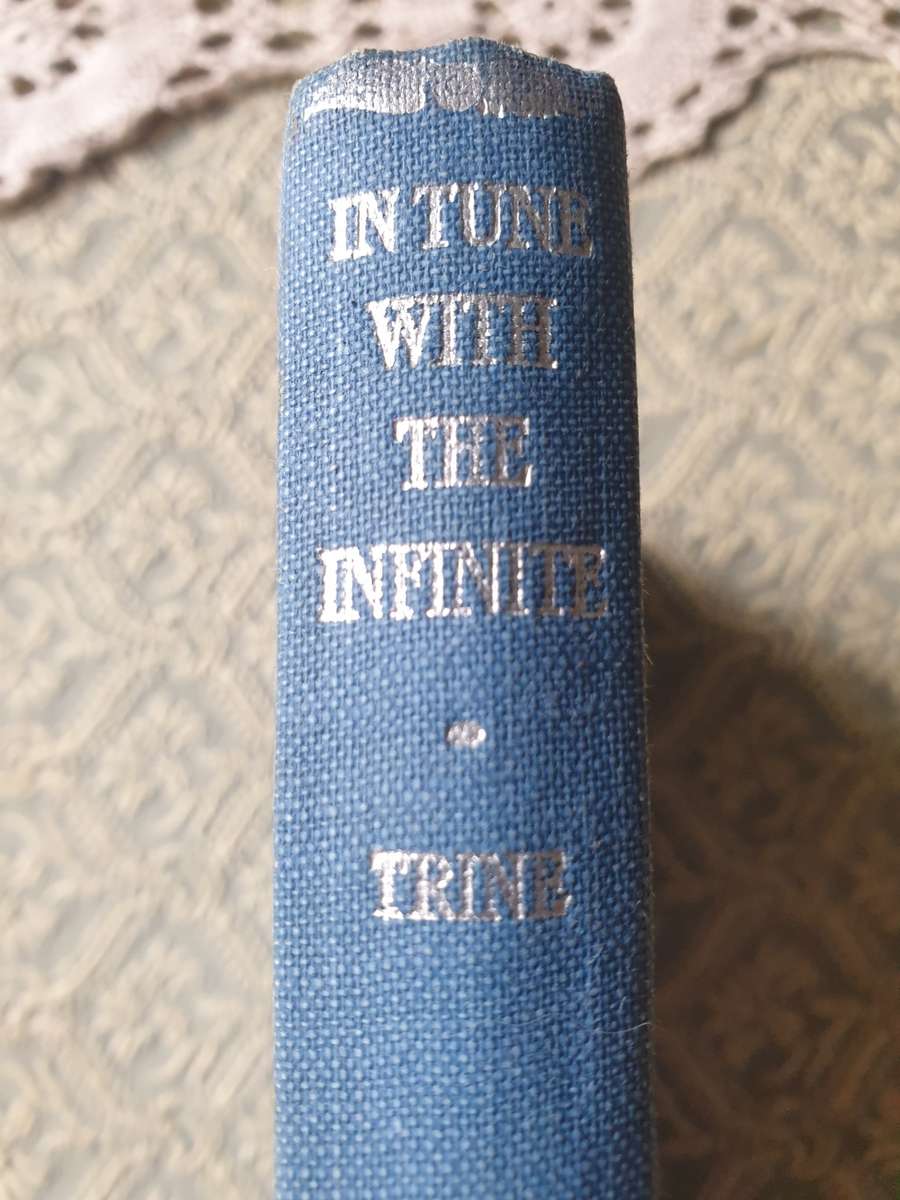 IN TUNE
WITH
THE
INFINITE
TRINE